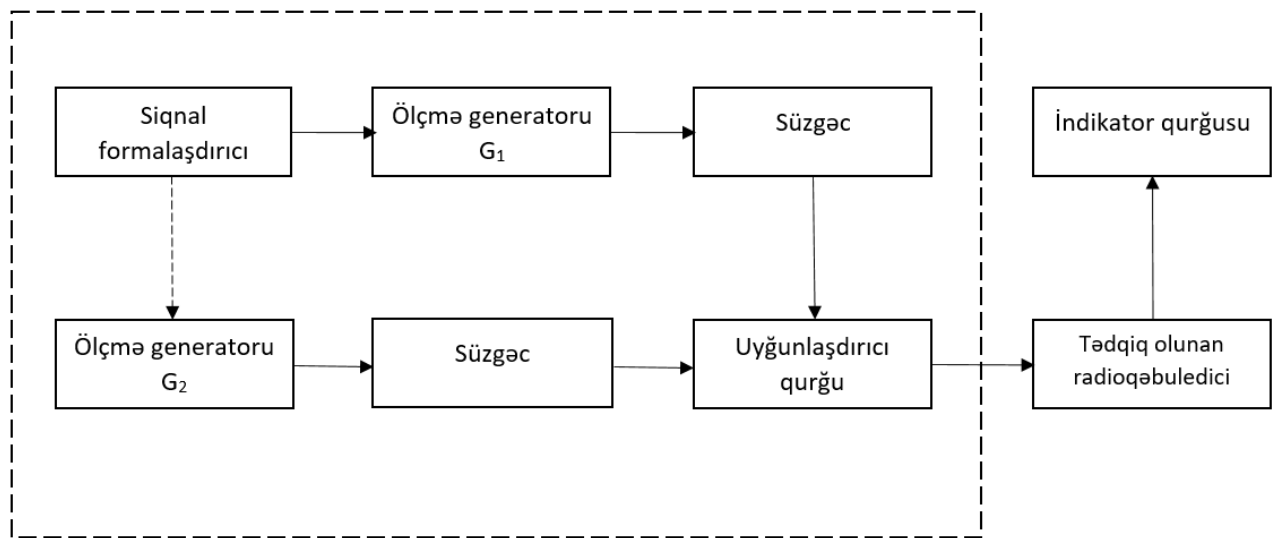 Siqnal
formalaşdırıcı
Ölçmə generatoru
G₁
Süzgəc
İndikator qurğusu
Ölçmə generatoru
G₂
Süzgəc
Uyğunlaşdırıcı
qurğu
Tədqiq olunan
radioqəbuledici